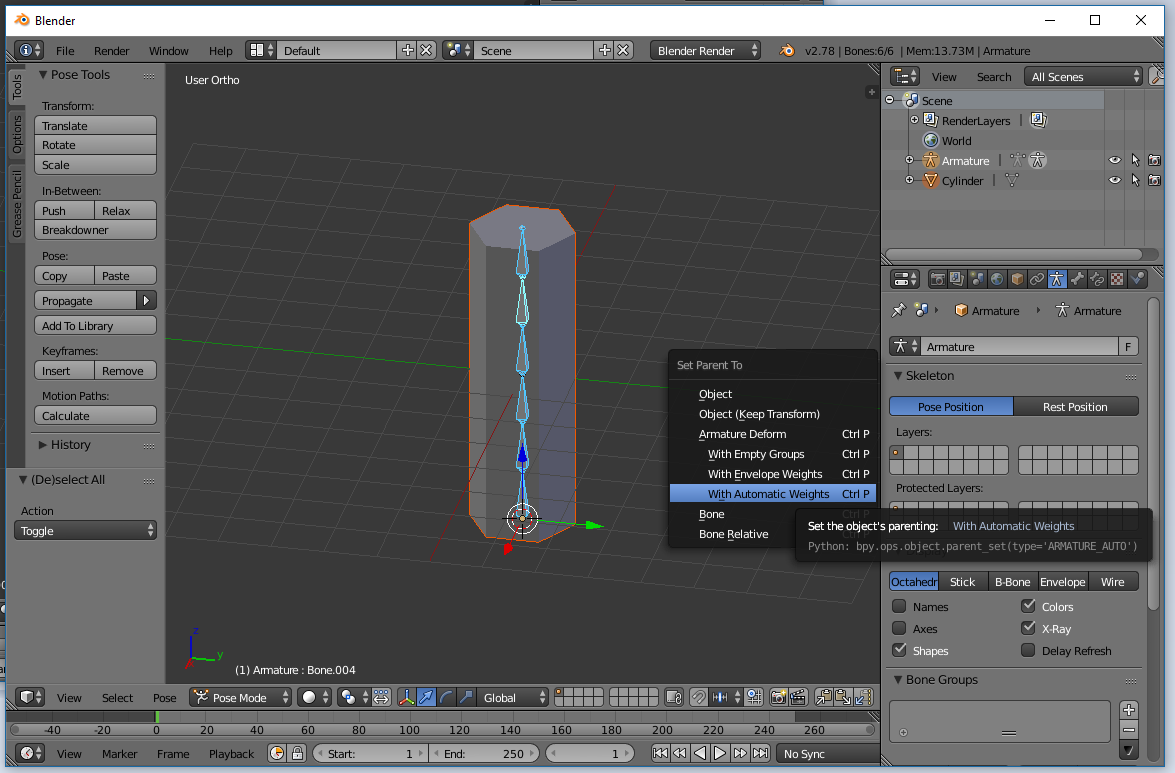 Blender
File Render Window Help Default Scene Blender Render v2.78 | Bones:6/6 | Mem:13.73M | Armature
Tools
Options
Grease Pencil
Pose Tools
Transform:
Translate
Rotate
Scale
In-Between:
Push Relax
Breakdowner
Pose:
Copy Paste
Propagate
Add To Library
Keyframes:
Insert Remove
Motion Paths:
Calculate
History
(De)select All
Action
Toggle
User Ortho
Set Parent To
Object
Object (Keep Transform)
Armature Deform Ctrl P
With Empty Groups Ctrl P
With Envelope Weights Ctrl P
With Automatic Weights Ctrl P
Bone
Bone Relative
Set the object's parenting: With Automatic Weights
Python: bpy.ops.object.parent_set(type='ARMATURE_AUTO')
z
y
(1) Armature : Bone.004
View Search All Scenes
Scene
RenderLayers |
World
Armature |
Cylinder |
Armature Armature
Armature F
Skeleton
Pose Position Rest Position
Layers:
Protected Layers:
Octahedr Stick B-Bone Envelope Wire
Names Colors
Axes X-Ray
Shapes Delay Refresh
Bone Groups
View Select Pose Pose Mode Global
-40 -20 0 20 40 60 80 100 120 140 160 180 200 220 240 260
View Marker Frame Playback Start: 1 End: 250 1 No Sync